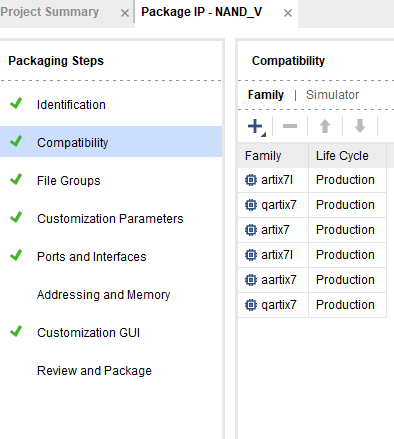 Project Summary
Package IP - NAND_V
Packaging Steps
Identification
Compatibility
File Groups
Customization Parameters
Ports and Interfaces
Addressing and Memory
Customization GUI
Review and Package
Compatibility
Family | Simulator
Family Life Cycle
artix7l Production
qartix7 Production
artix7 Production
artix7l Production
aartix7 Production
qartix7 Production